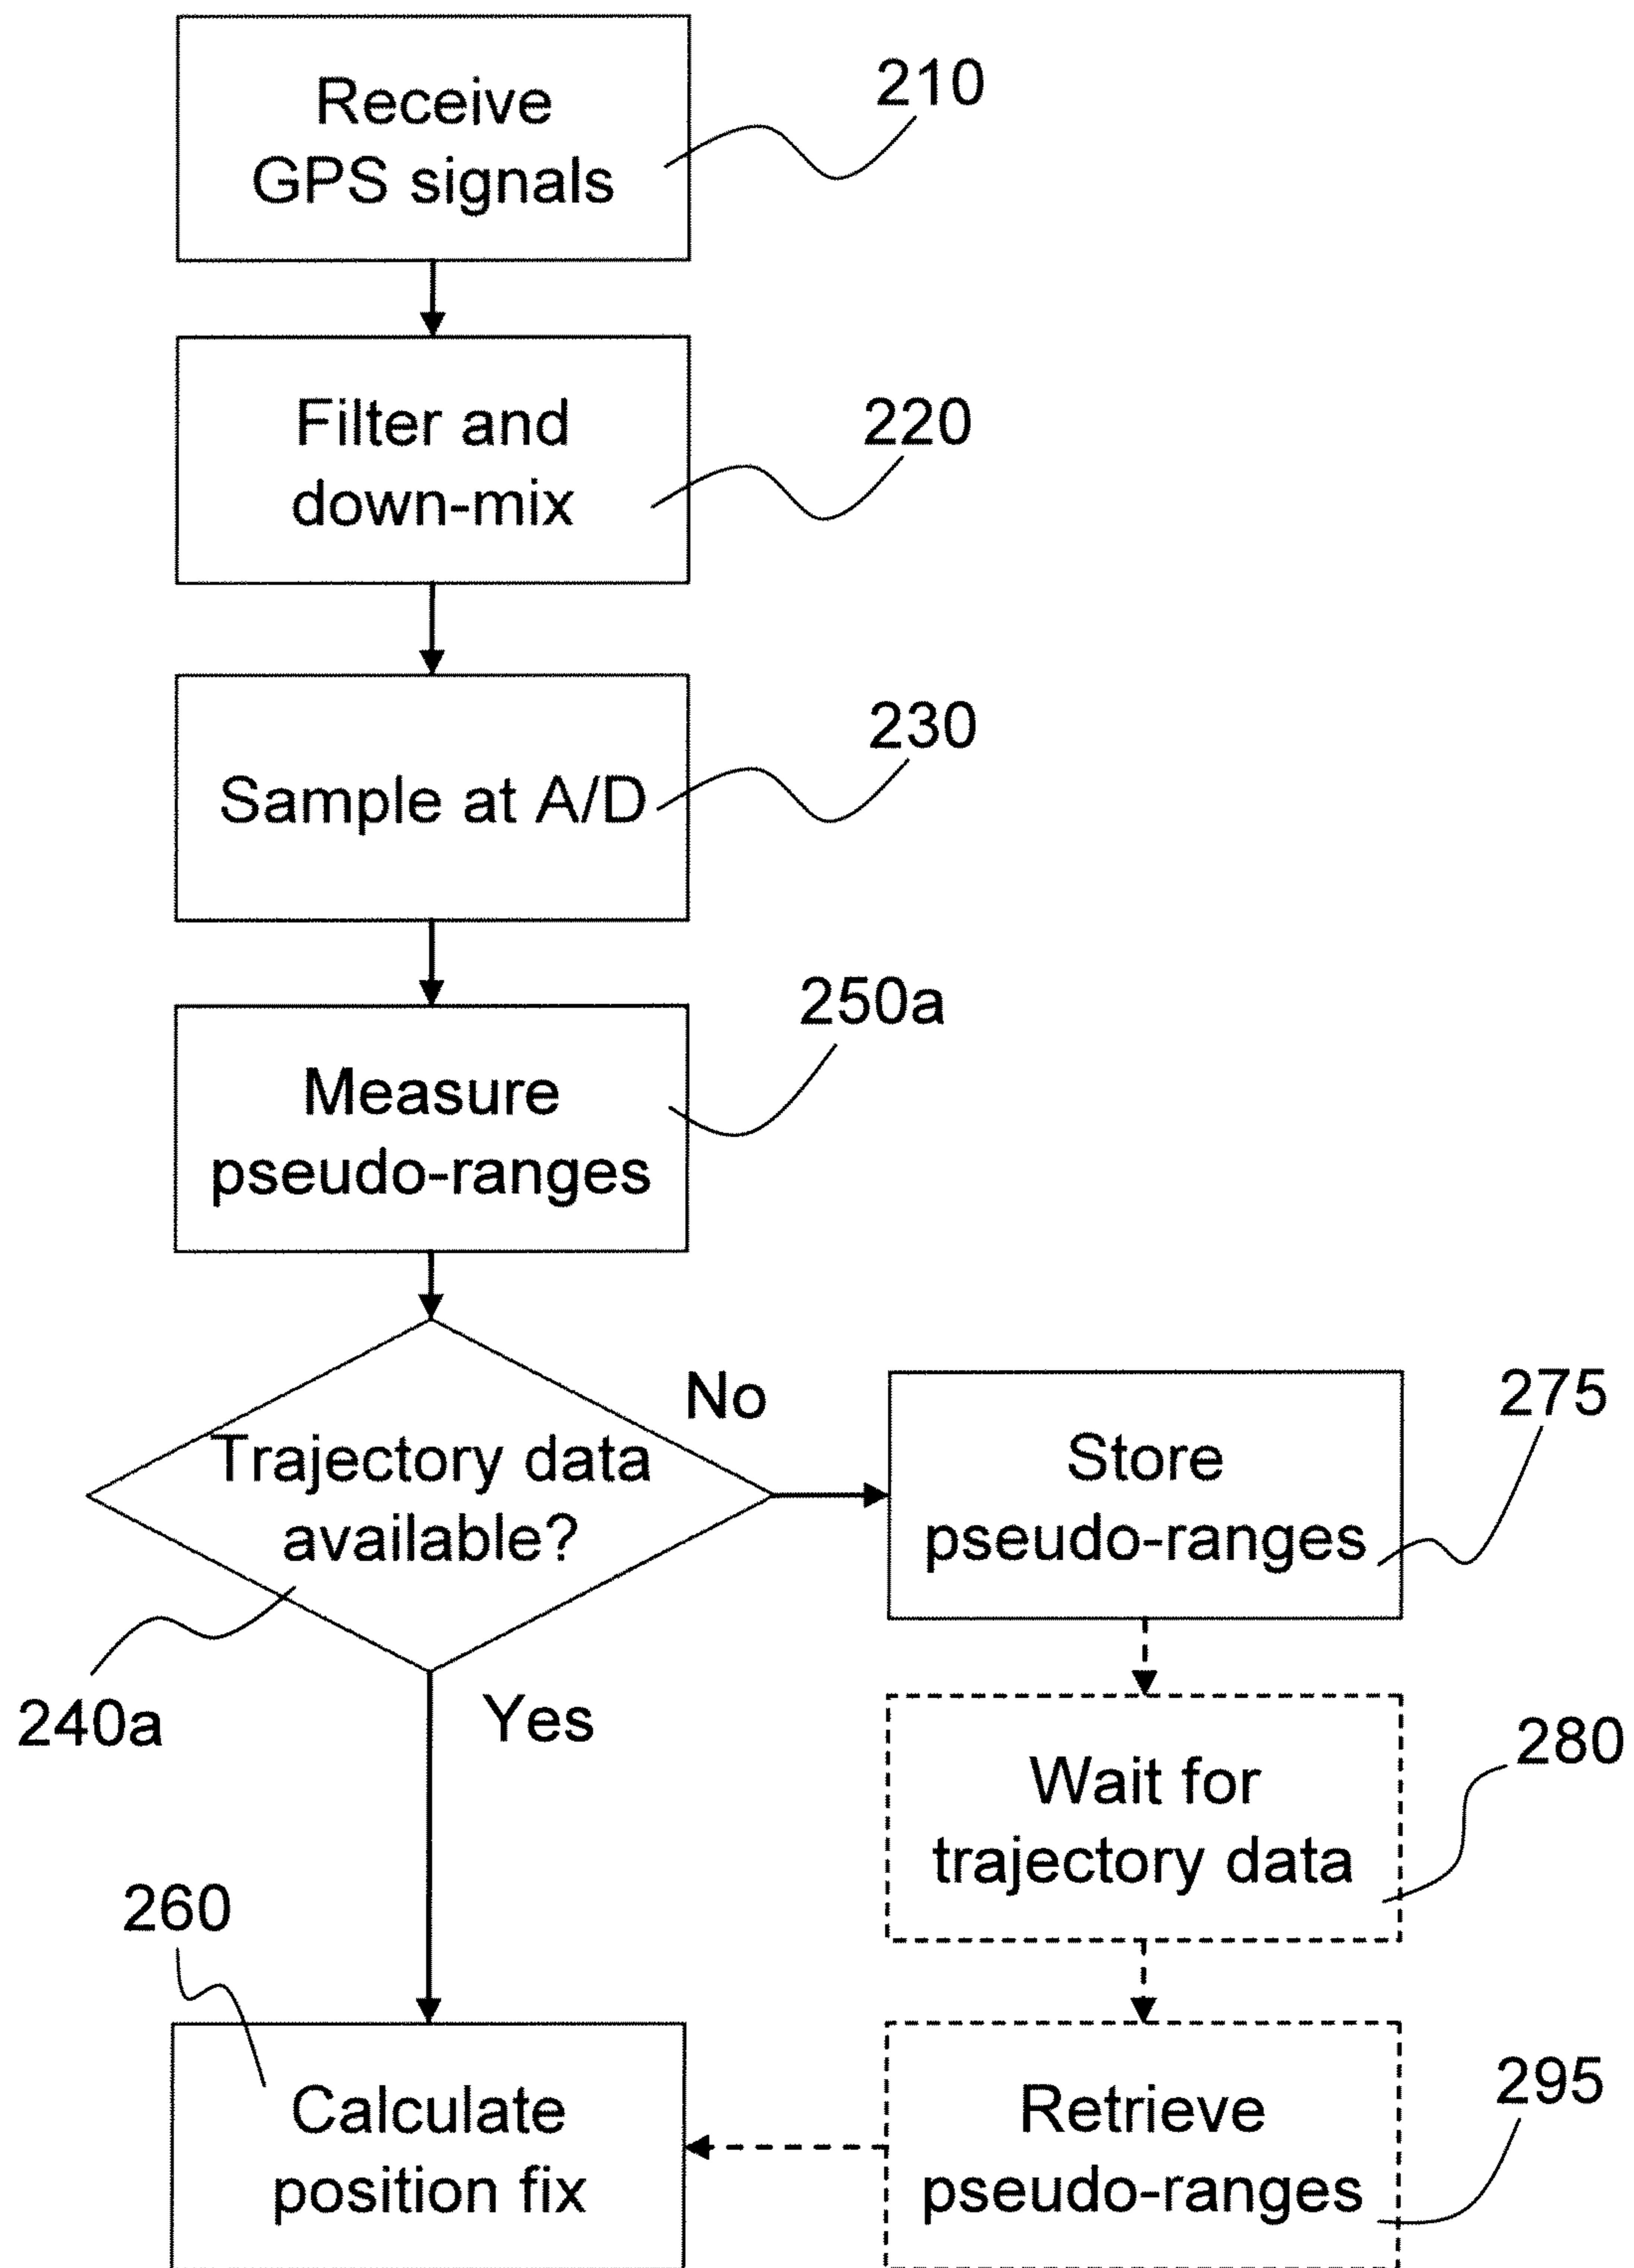 Receive
GPS signals
210
Filter and
down-mix
220
Sample at A/D
230
Measure
pseudo-ranges
250a
Trajectory data
available?
240a
No
Yes
Store
pseudo-ranges
275
Wait for
trajectory data
280
Retrieve
pseudo-ranges
295
Calculate
position fix
260